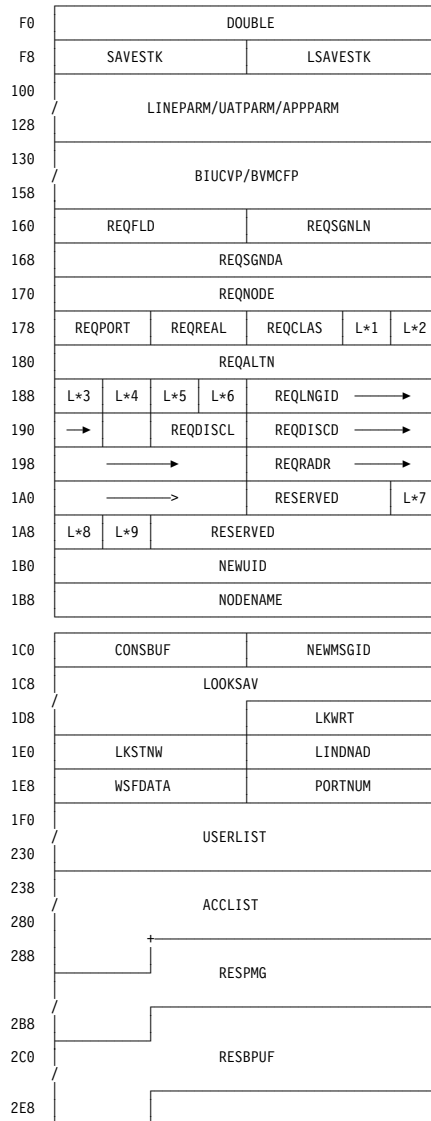 F0 DOUBLE
F8 SAVESTK LSAVESTK
100
/ LINEPARM/UATPARM/APPPARM
128
130
/ BIUCVP/BVMCFP
158
160 REQFLD REQSGNLN
168 REQSGNDA
170 REQNODE
178 REQPORT REQREAL REQCLAS L*1 L*2
180 REQALTN
188 L*3 L*4 L*5 L*6 REQLNGID
190 REQDISCL REQDISCD
198 REQRADR
1A0 RESERVED L*7
1A8 L*8 L*9 RESERVED
1B0 NEWUID
1B8 NODENAME
1C0 CONSBUF NEWMSGID
1C8 LOOKSAV
/
1D8 LKWRT
1E0 LKSTNW LINDNAD
1E8 WSFDATA PORTNUM
1F0
/ USERLIST
230
238
/ ACCLIST
280
288
RESPMG
/
2B8
2C0 RESBPUF
/
2E8